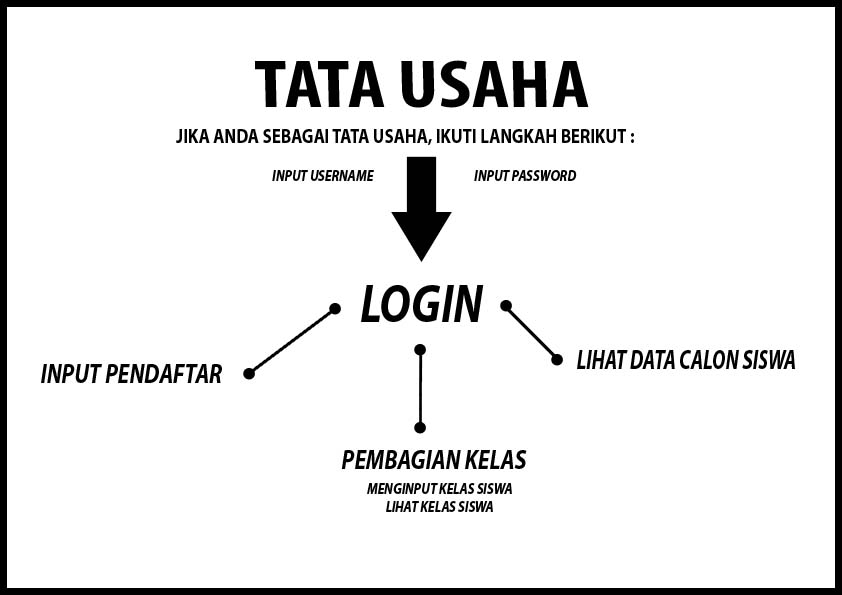 TATA USAHA
JIKA ANDA SEBAGAI TATA USAHA, IKUTI LANGKAH BERIKUT :
INPUT USERNAME
INPUT PASSWORD
LOGIN
INPUT PENDAFTAR
LIHAT DATA CALON SISWA
PEMBAGIAN KELAS
MENGINPUT KELAS SISWA
LIHAT KELAS SISWA